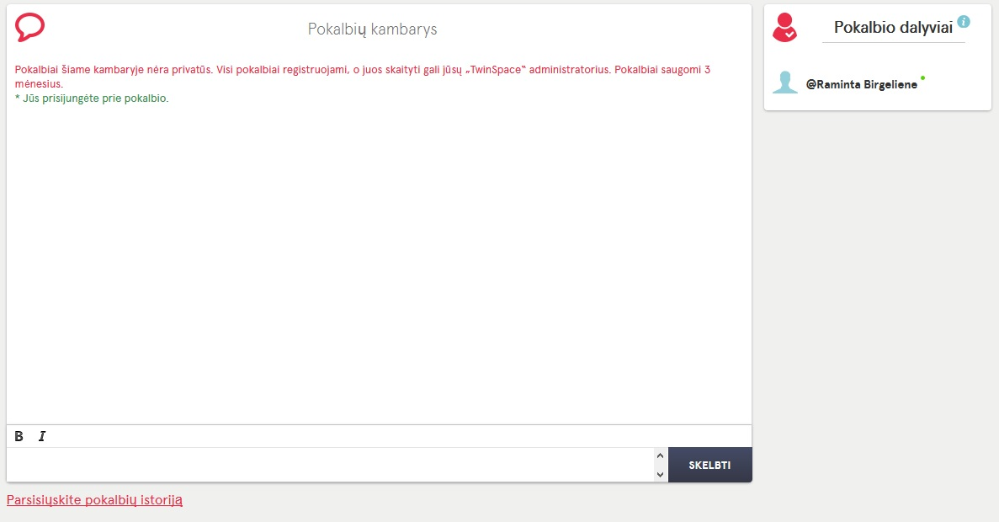 Pokalbių kambarys
Pokalbiai šiame kambaryje nėra privatūs. Visi pokalbiai registruojami, o juos skaityti gali jūsų „TwinSpace“ administratorius. Pokalbiai saugomi 3
mėnesius.
* Jūs prisijungėte prie pokalbio.
B I
SKELBTI
Parsisiųskite pokalbių istoriją
Pokalbio dalyviai i
@Raminta Birgeliene